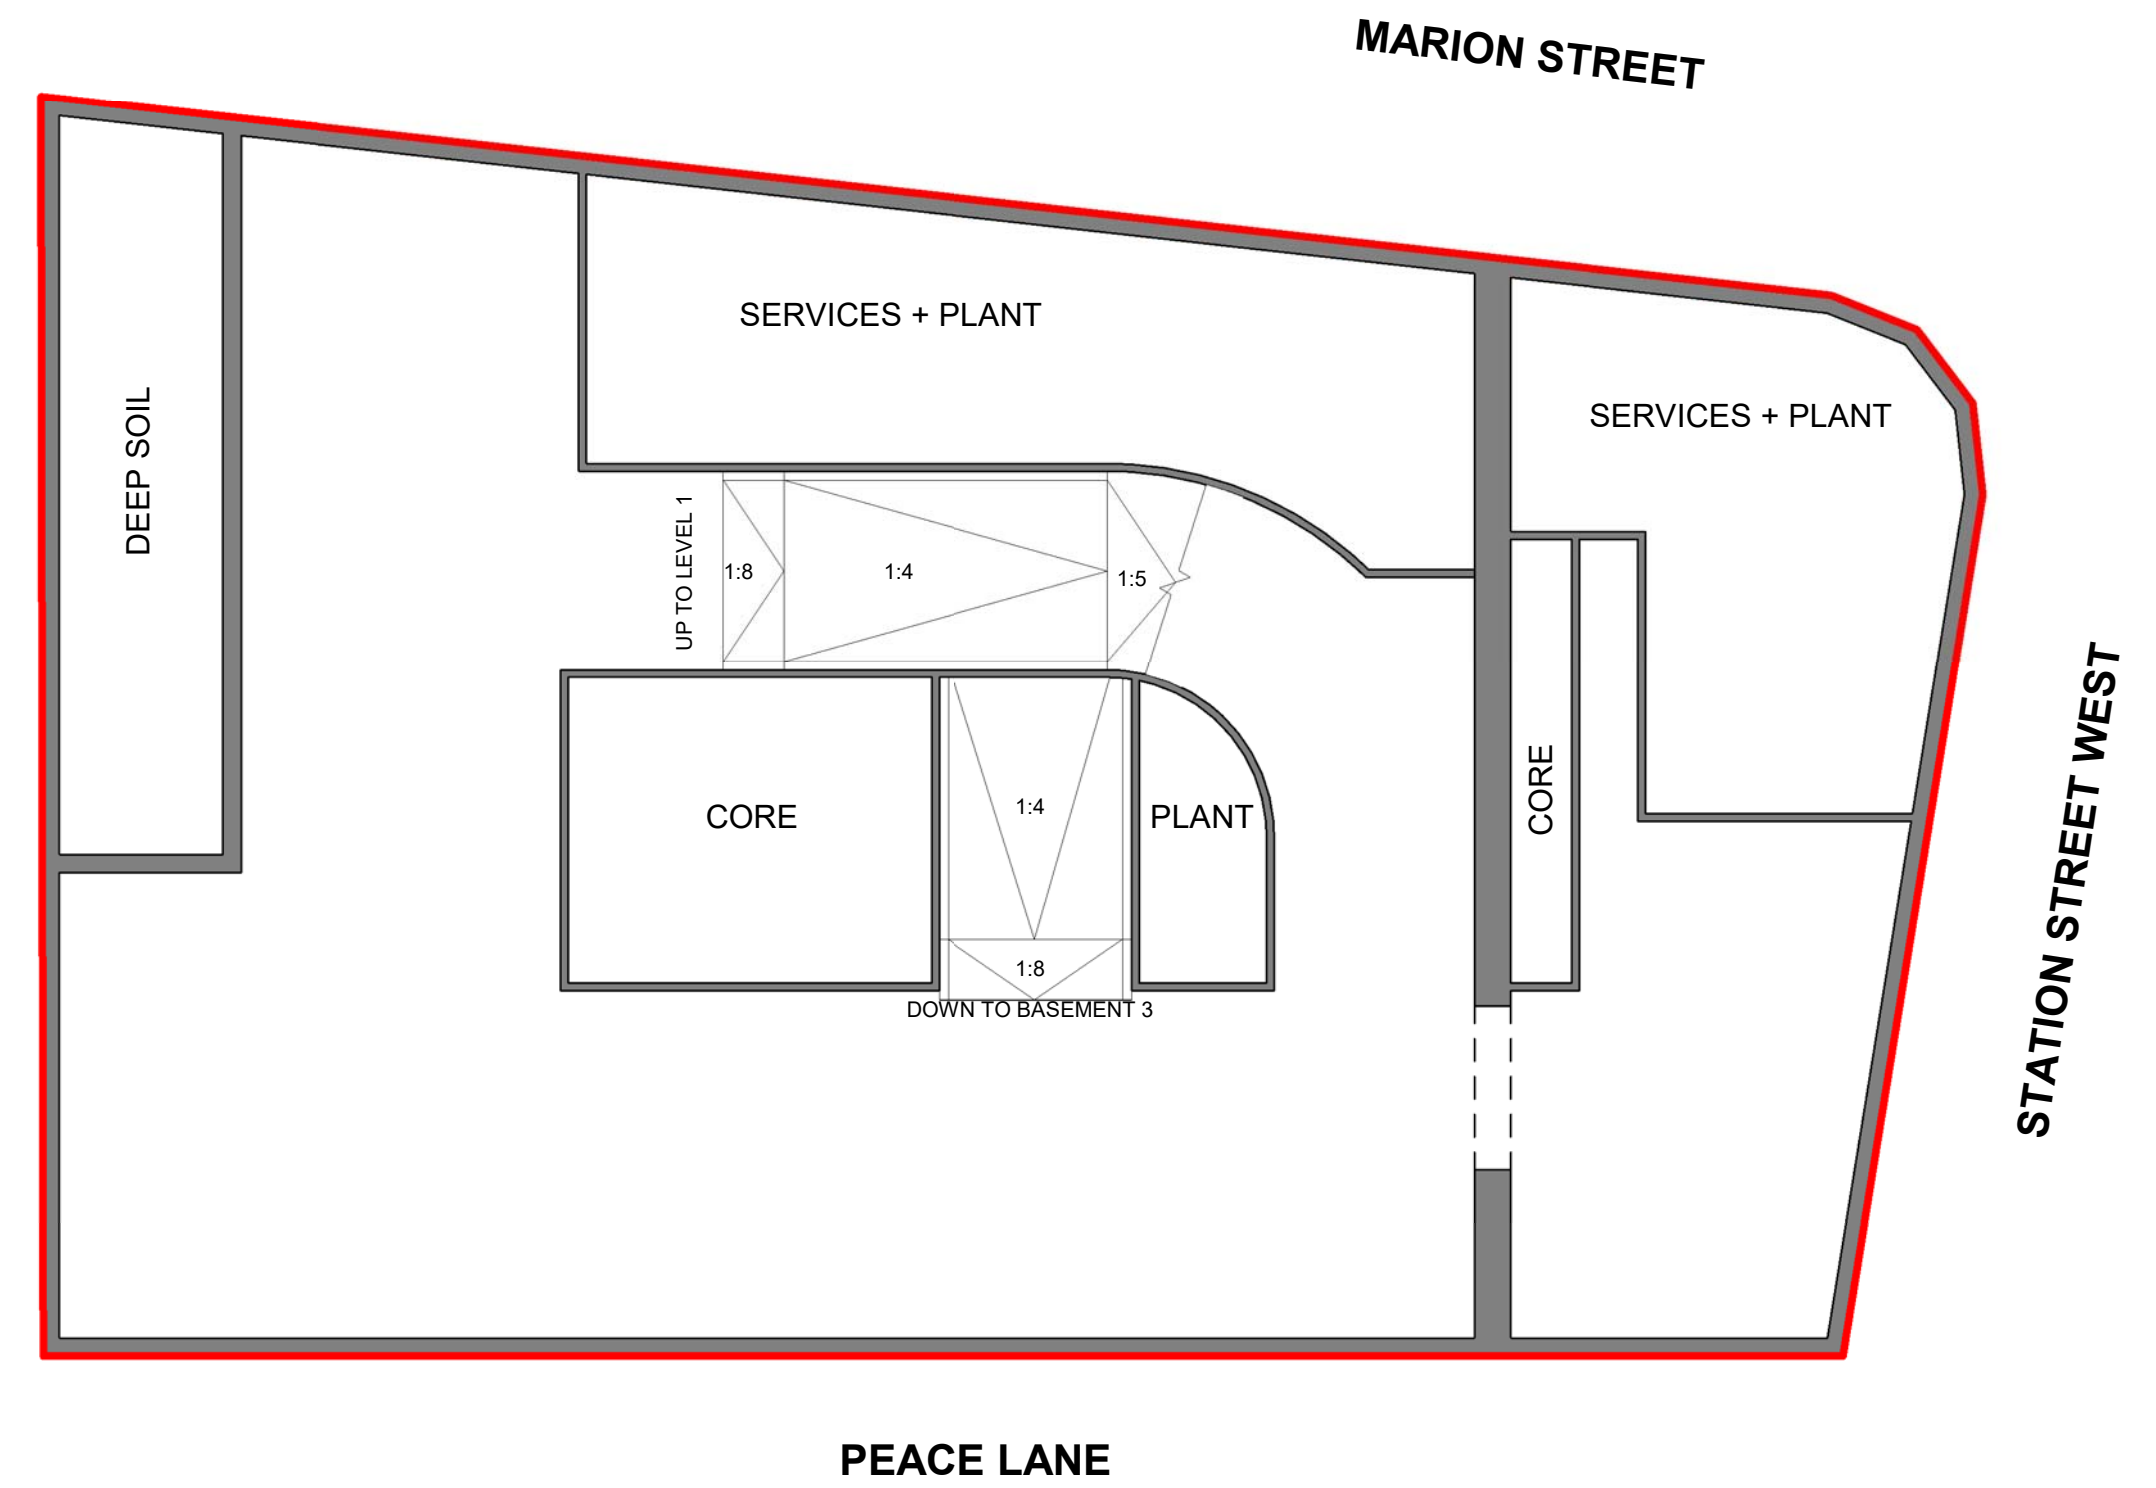 MARION STREET
SERVICES + PLANT
SERVICES + PLANT
DEEP SOIL
UP TO LEVEL 1
1:8
1:4
1:5
CORE
1:4
PLANT
CORE
1:8
DOWN TO BASEMENT 3
STATION STREET WEST
PEACE LANE